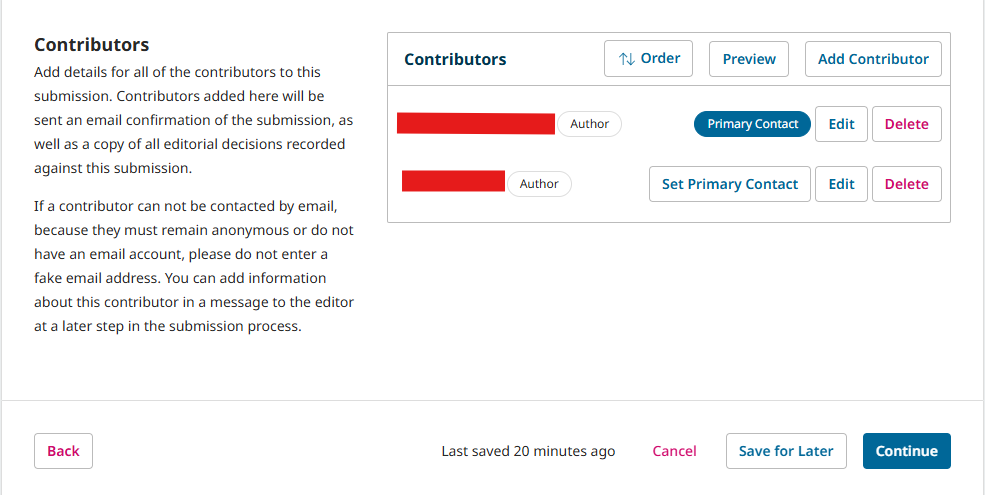 Contributors
Add details for all of the contributors to this
submission. Contributors added here will be
sent an email confirmation of the submission, as
well as a copy of all editorial decisions recorded
against this submission.
If a contributor can not be contacted by email,
because they must remain anonymous or do not
have an email account, please do not enter a
fake email address. You can add information
about this contributor in a message to the editor
at a later step in the submission process.
Contributors Order Preview Add Contributor
Author Primary Contact Edit Delete
Author Set Primary Contact Edit Delete
Back Last saved 20 minutes ago Cancel Save for Later Continue